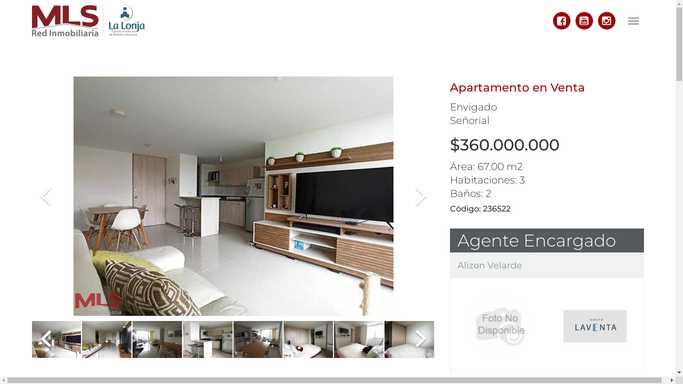 MLS
Red Inmobiliaria
La Lonja
Apartamento en Venta
Envigado
Señorial
$360.000.000
Área: 67.00 m2
Habitaciones: 3
Baños: 2
Código: 236522
MLS
Agente Encargado
Alizon Velarde
Foto No
Disponible
LAVENTA